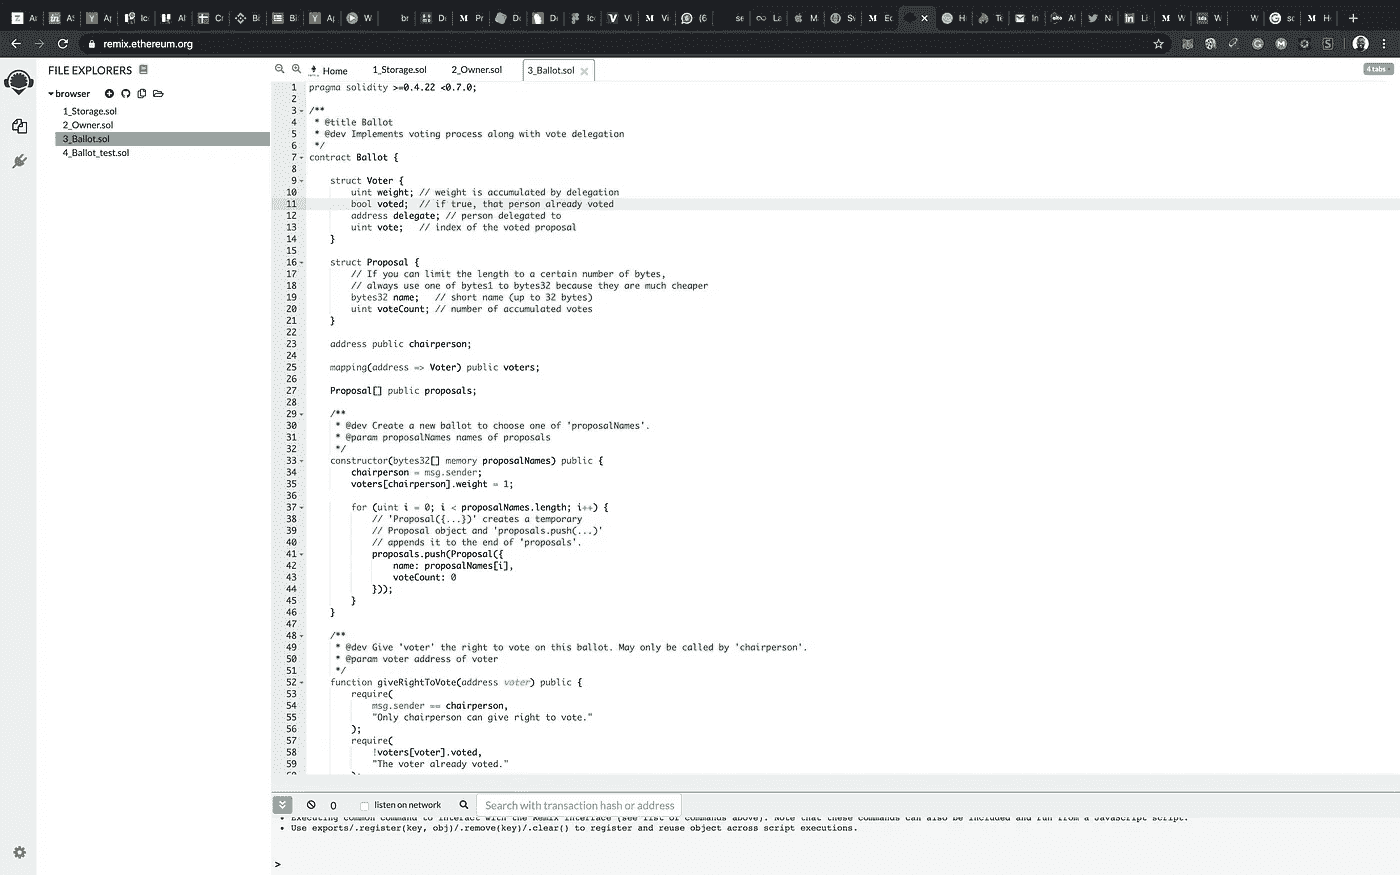 remix.ethereum.org
FILE EXPLORERS
browser
1_Storage.sol
2_Owner.sol
3_Ballot.sol
4_Ballot_test.sol
Home 1_Storage.sol 2_Owner.sol 3_Ballot.sol
4 tabs
1 pragma solidity >=0.4.22 <0.7.0;
2
3 /**
4 * @title Ballot
5 * @dev Implements voting process along with vote delegation
6 */
7 contract Ballot {
8
9 struct Voter {
10 uint weight; // weight is accumulated by delegation
11 bool voted; // if true, that person already voted
12 address delegate; // person delegated to
13 uint vote; // index of the voted proposal
14 }
15
16 struct Proposal {
17 // If you can limit the length to a certain number of bytes,
18 // always use one of bytes1 to bytes32 because they are much cheaper
19 bytes32 name; // short name (up to 32 bytes)
20 uint voteCount; // number of accumulated votes
21 }
22
23 address public chairperson;
24
25 mapping(address => Voter) public voters;
26
27 Proposal[] public proposals;
28
29 /**
30 * @dev Create a new ballot to choose one of 'proposalNames'.
31 * @param proposalNames names of proposals
32 */
33 constructor(bytes32[] memory proposalNames) public {
34 chairperson = msg.sender;
35 voters[chairperson].weight = 1;
36
37 for (uint i = 0; i < proposalNames.length; i++) {
38 // 'Proposal({...})' creates a temporary
39 // Proposal object and 'proposals.push(...)'
40 // appends it to the end of 'proposals'.
41 proposals.push(Proposal({
42 name: proposalNames[i],
43 voteCount: 0
44 }));
45 }
46 }
47
48 /**
49 * @dev Give 'voter' the right to vote on this ballot. May only be called by 'chairperson'.
50 * @param voter address of voter
51 */
52 function giveRightToVote(address voter) public {
53 require(
54 msg.sender == chairperson,
55 "Only chairperson can give right to vote."
56 );
57 require(
58 !voters[voter].voted,
59 "The voter already voted."
0 listen on network Search with transaction hash or address
• Executing common command to interact with the Remix interface (see list of commands above). Note that these commands can also be included and run from a JavaScript script.
• Use exports/.register(key, obj)/.remove(key)/.clear() to register and reuse object across script executions.
>